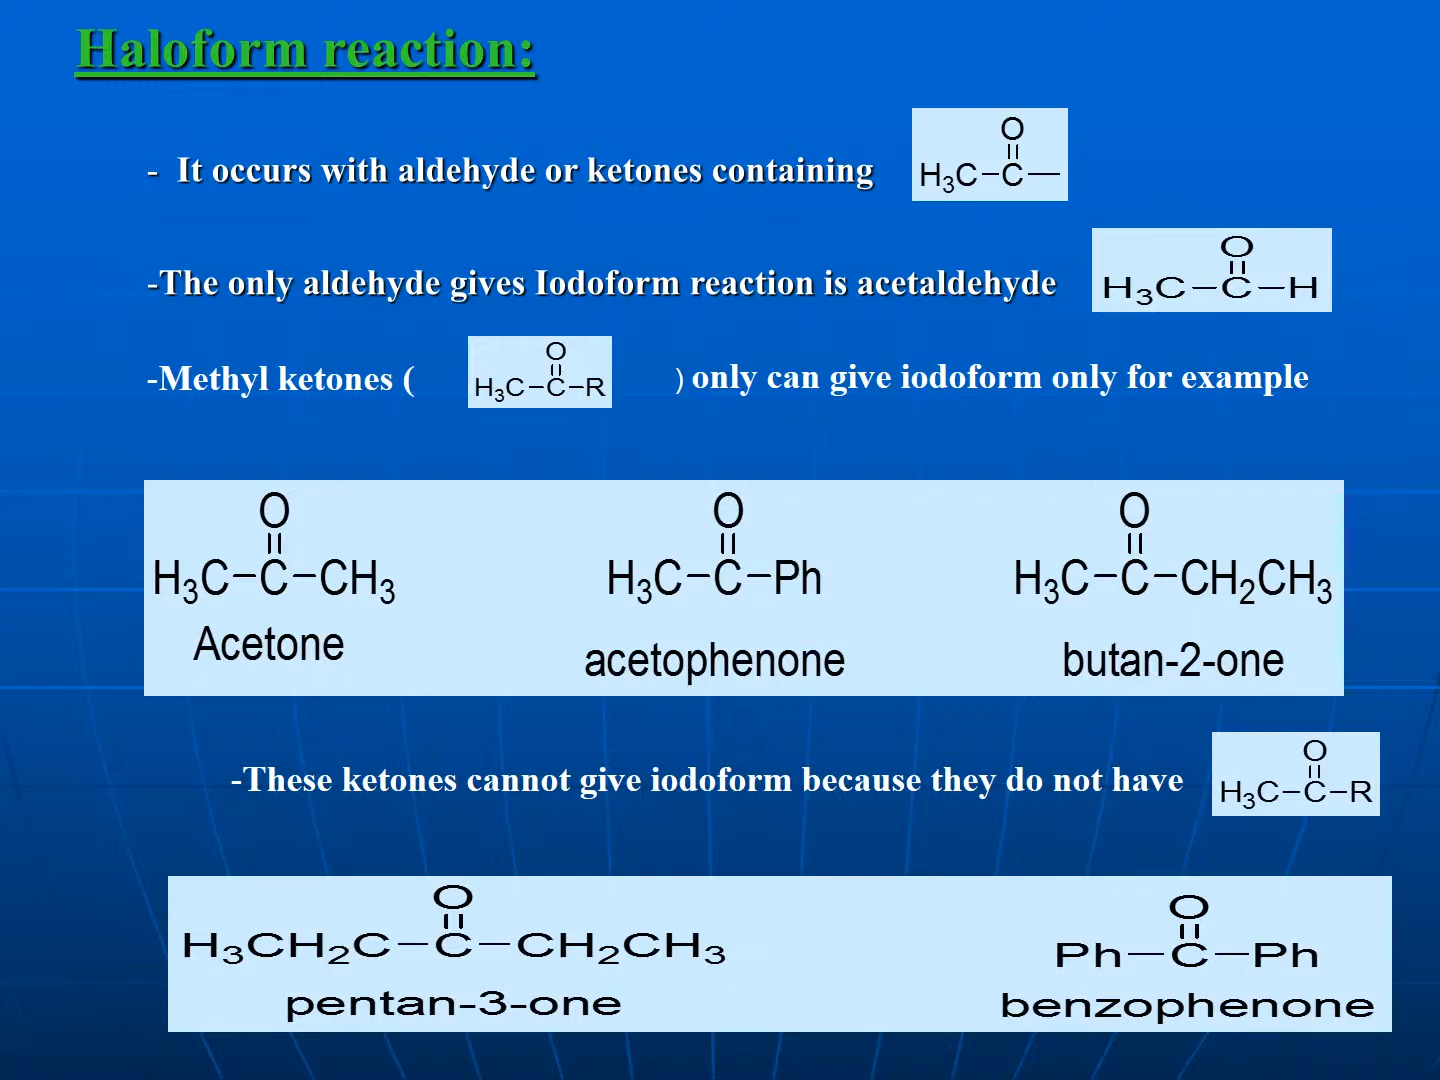 Haloform reaction:
O
- It occurs with aldehyde or ketones containing H₃C–C–
O
-The only aldehyde gives Iodoform reaction is acetaldehyde H₃C–C–H
O
-Methyl ketones ( H₃C–C–R ) only can give iodoform only for example
O O O
H₃C–C–CH₃ H₃C–C–Ph H₃C–C–CH₂CH₃
Acetone acetophenone butan-2-one
O
-These ketones cannot give iodoform because they do not have H₃C–C–R
O O
H₃CH₂C–C–CH₂CH₃ Ph–C–Ph
pentan-3-one benzophenone